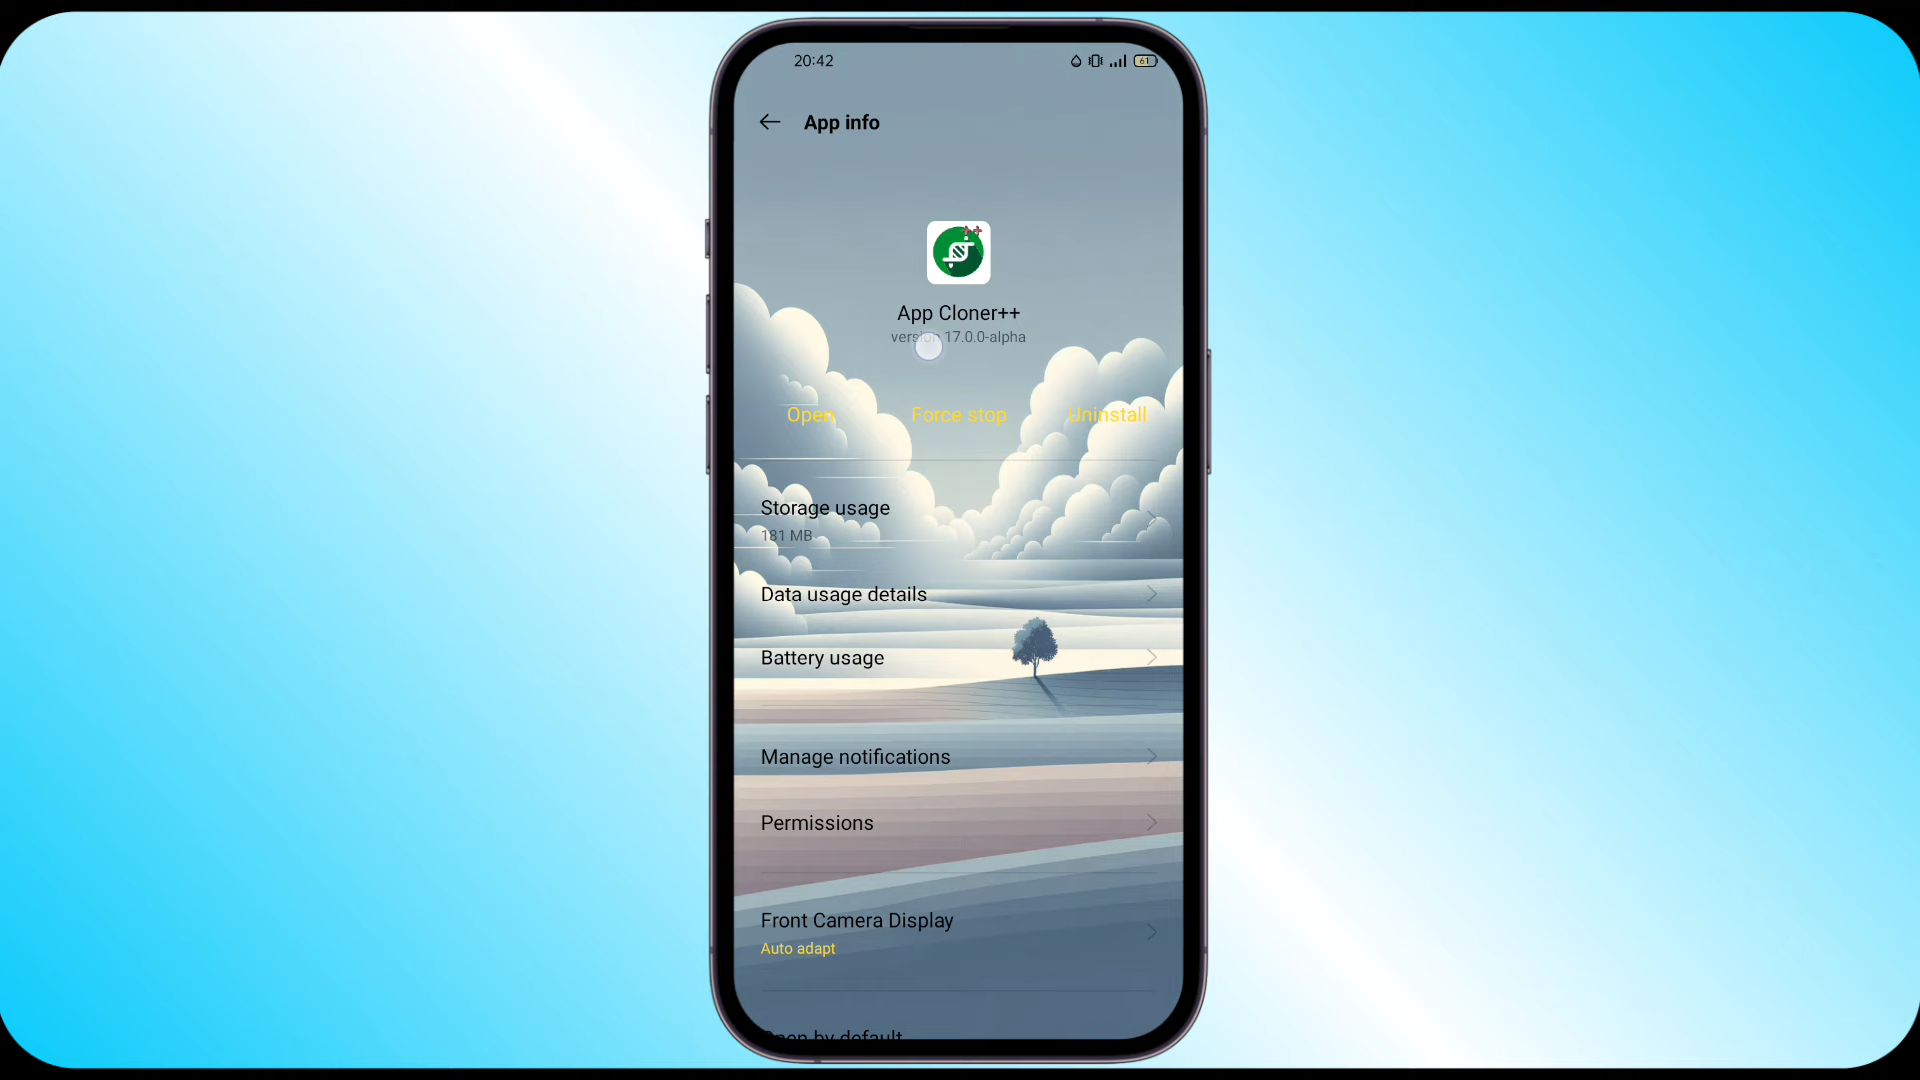 20:42
61
App info
App Cloner++
version 17.0.0-alpha
Open
Force stop
Uninstall
Storage usage
181 MB
Data usage details
Battery usage
Manage notifications
Permissions
Front Camera Display
Auto adapt
Open by default